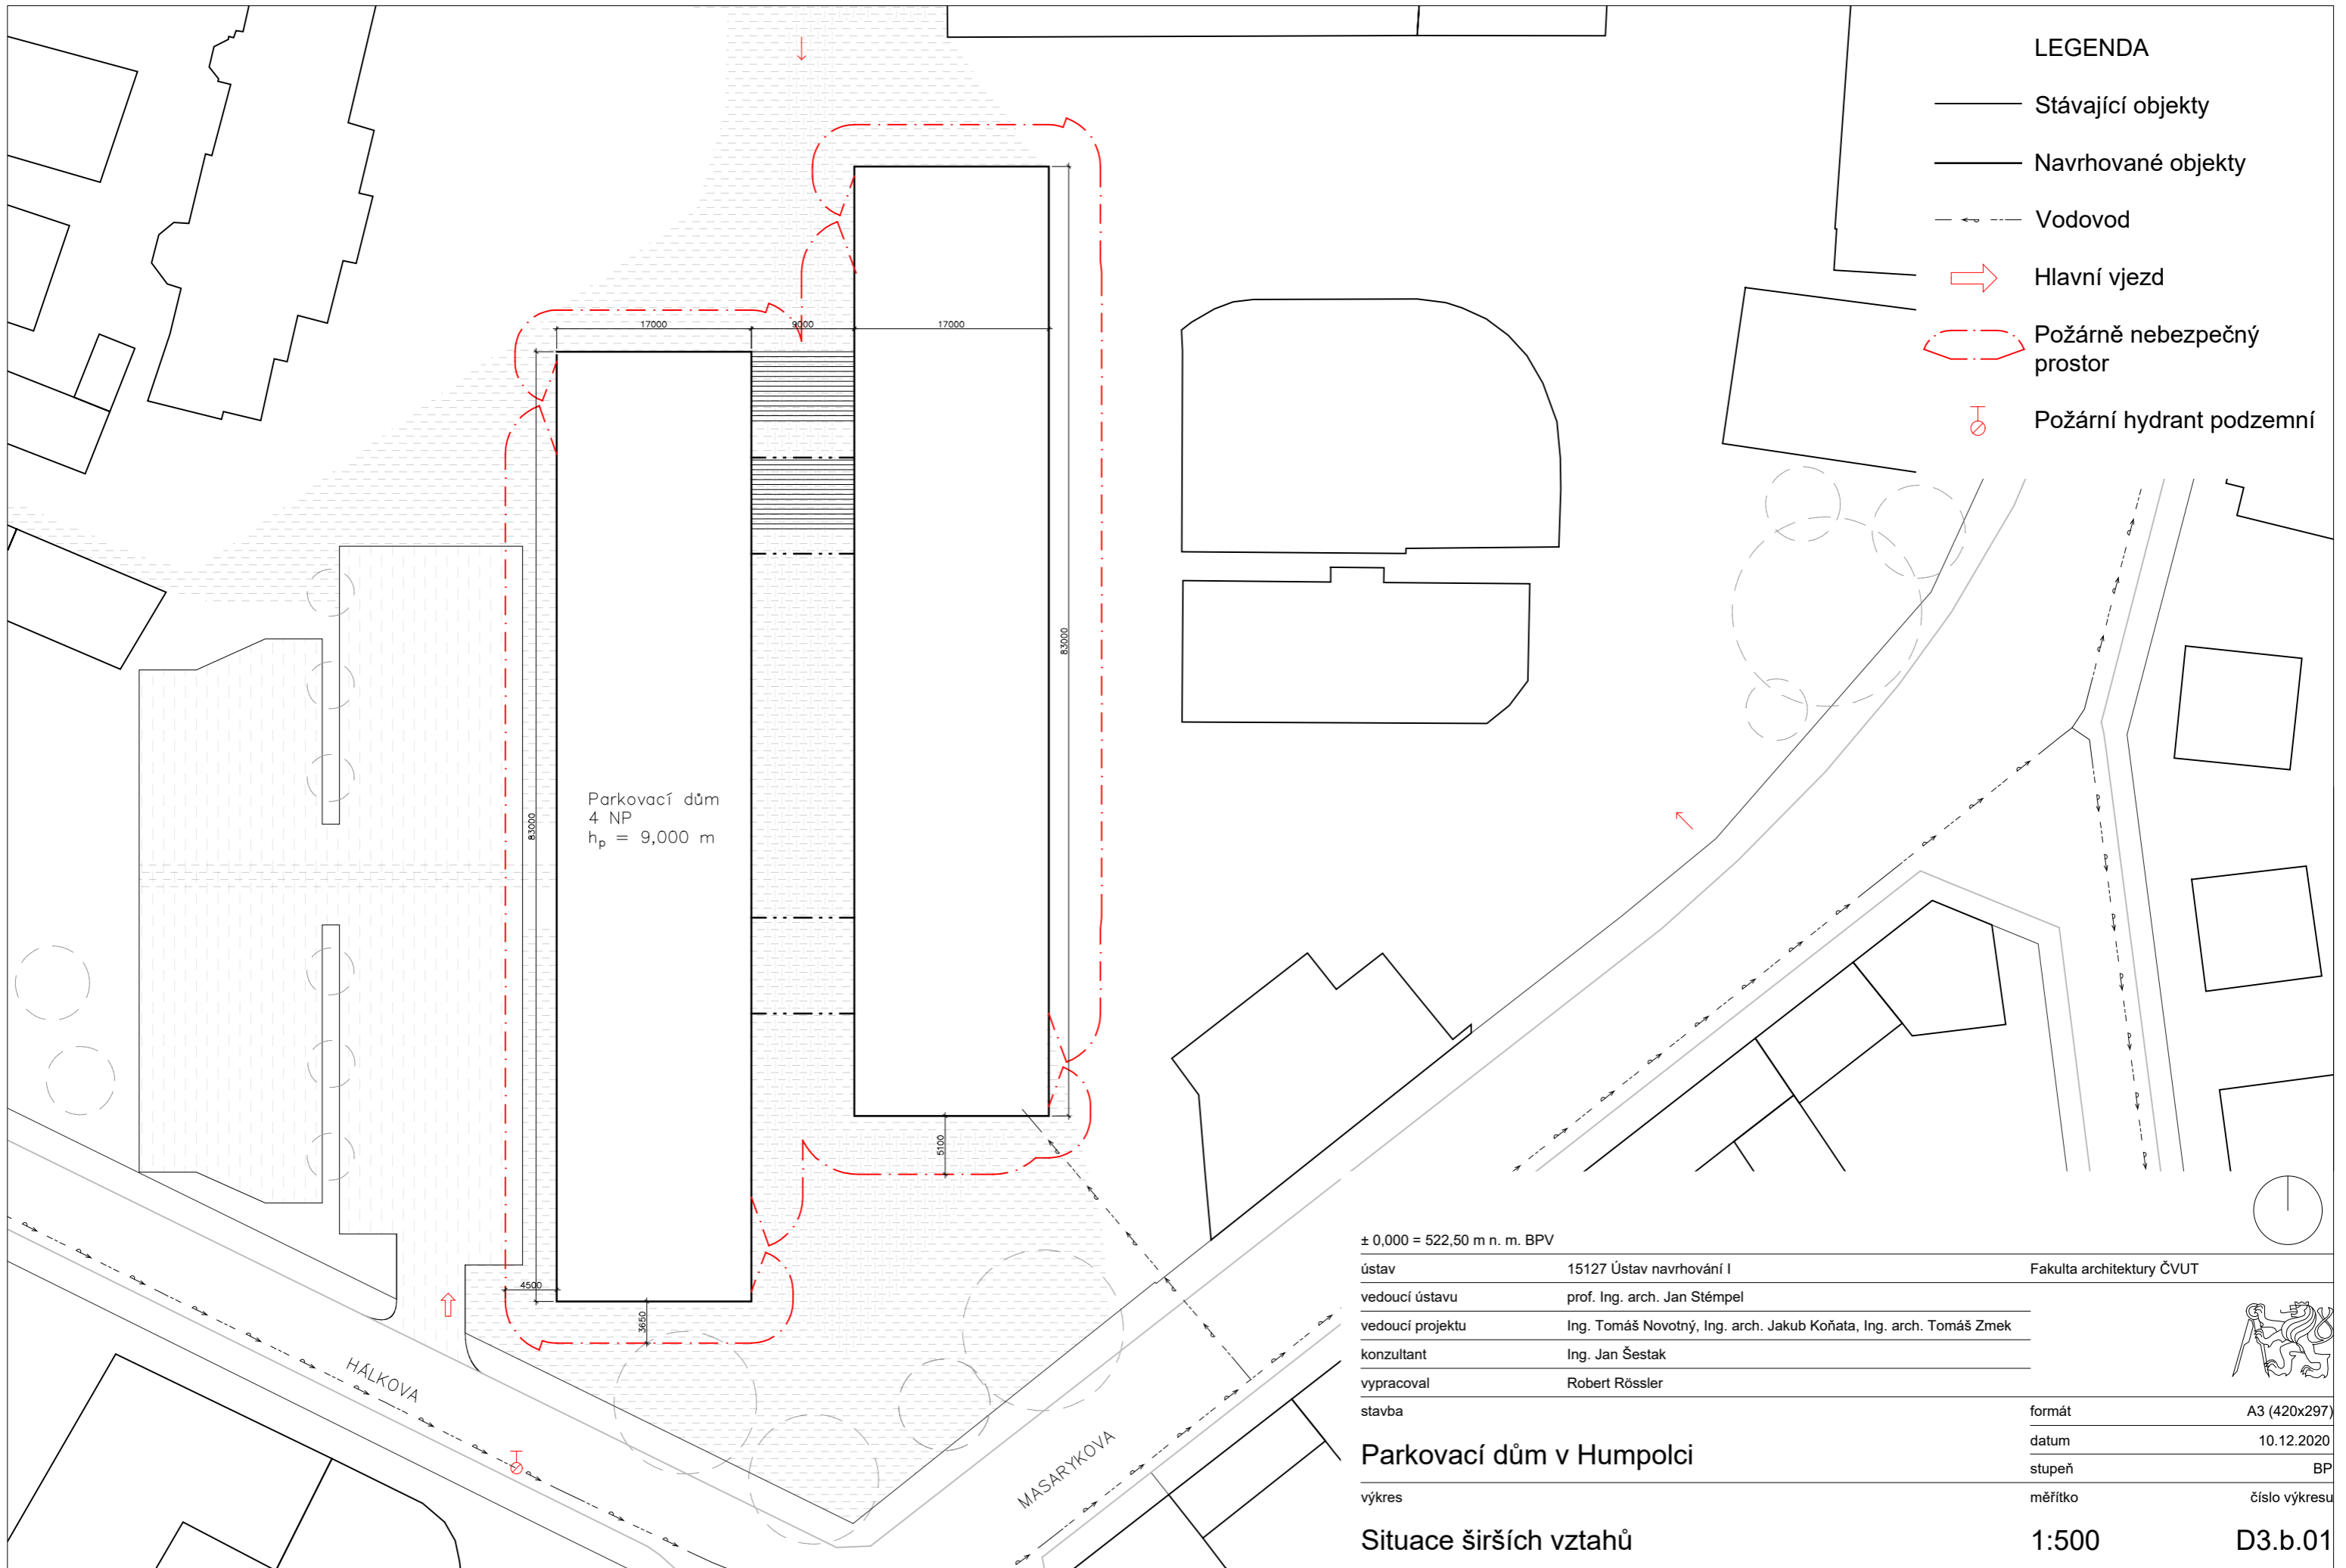 LEGENDA
Stávající objekty
Navrhované objekty
Vodovod
Hlavní vjezd
Požárně nebezpečný
prostor
Požární hydrant podzemní
17000
9000
17000
83000
83000
Parkovací dům
4 NP
hp = 9,000 m
5100
4500
3650
HÁLKOVA
MASARYKOVA
± 0,000 = 522,50 m n. m. BPV
ústav 15127 Ústav navrhování I Fakulta architektury ČVUT
vedoucí ústavu prof. Ing. arch. Jan Stémpel
vedoucí projektu Ing. Tomáš Novotný, Ing. arch. Jakub Koňata, Ing. arch. Tomáš Zmek
konzultant Ing. Jan Šestak
vypracoval Robert Rössler
stavba formát A3 (420x297)
Parkovací dům v Humpolci datum 10.12.2020
stupeň BP
výkres měřítko číslo výkresu
Situace širších vztahů 1:500 D3.b.01